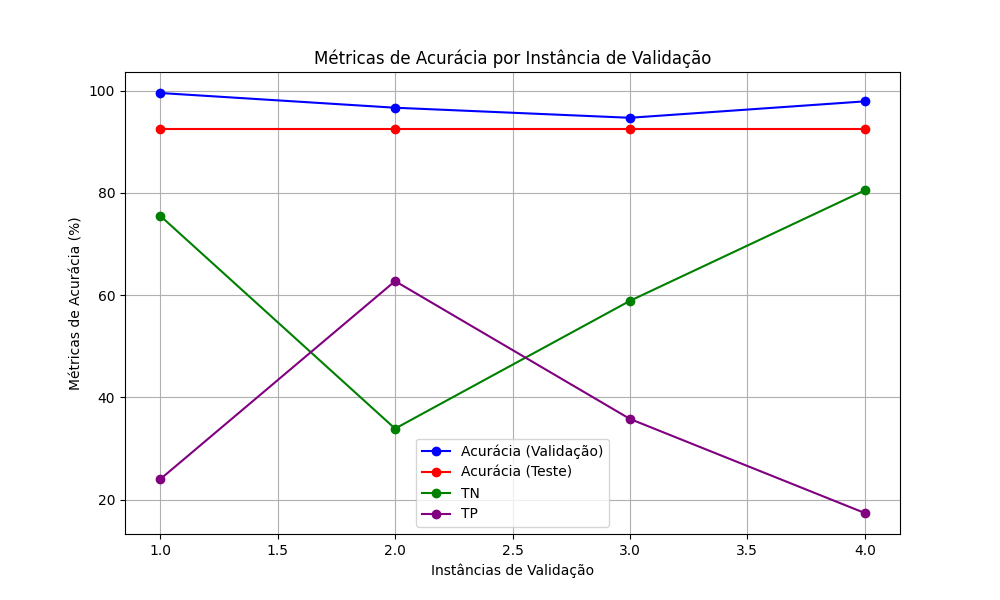 Métricas de Acurácia por Instância de Validação
Métricas de Acurácia (%)
100
80
60
40
20
Acurácia (Validação)
Acurácia (Teste)
TN
TP
1.0
1.5
2.0
2.5
3.0
3.5
4.0
Instâncias de Validação